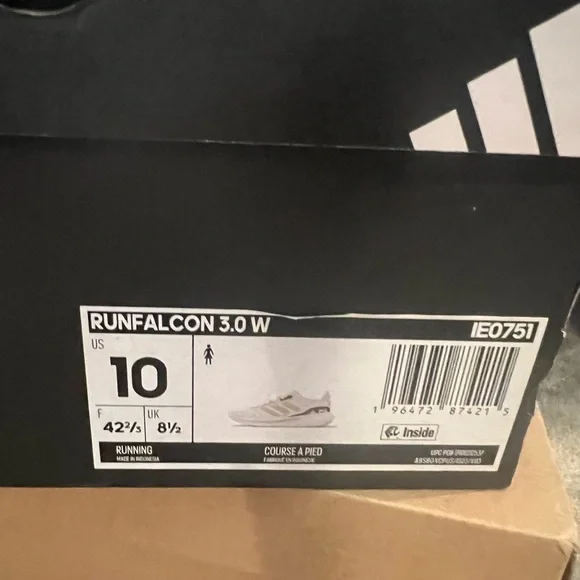 RUNFALCON 3.0 W IE0751
US
10
F UK
42⅔ 8½
1 96472 87421 5
Inside
RUNNING COURSE A PIED
MADE IN INDONESIA FABRIQUÉ EN INDONESIE